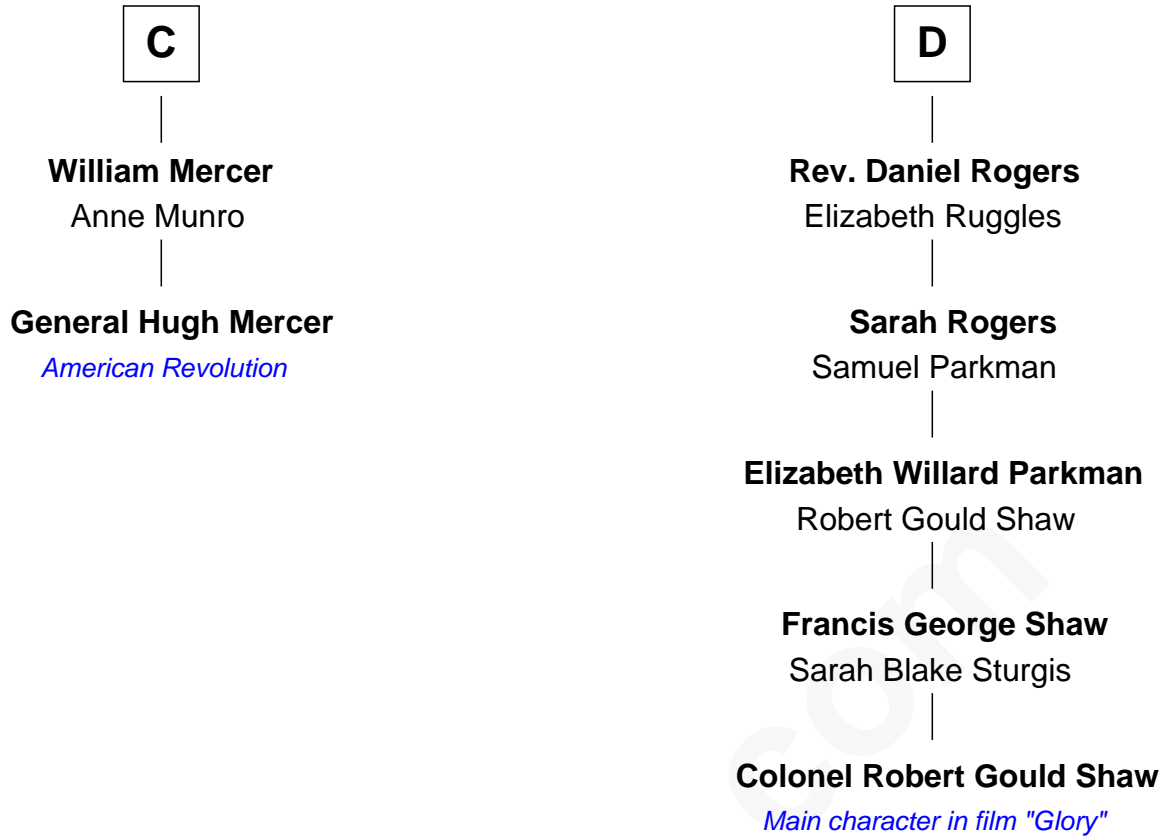 C
William Mercer
Anne Munro
General Hugh Mercer
American Revolution
D
Rev. Daniel Rogers
Elizabeth Ruggles
Sarah Rogers
Samuel Parkman
Elizabeth Willard Parkman
Robert Gould Shaw
Francis George Shaw
Sarah Blake Sturgis
Colonel Robert Gould Shaw
Main character in film "Glory"
com